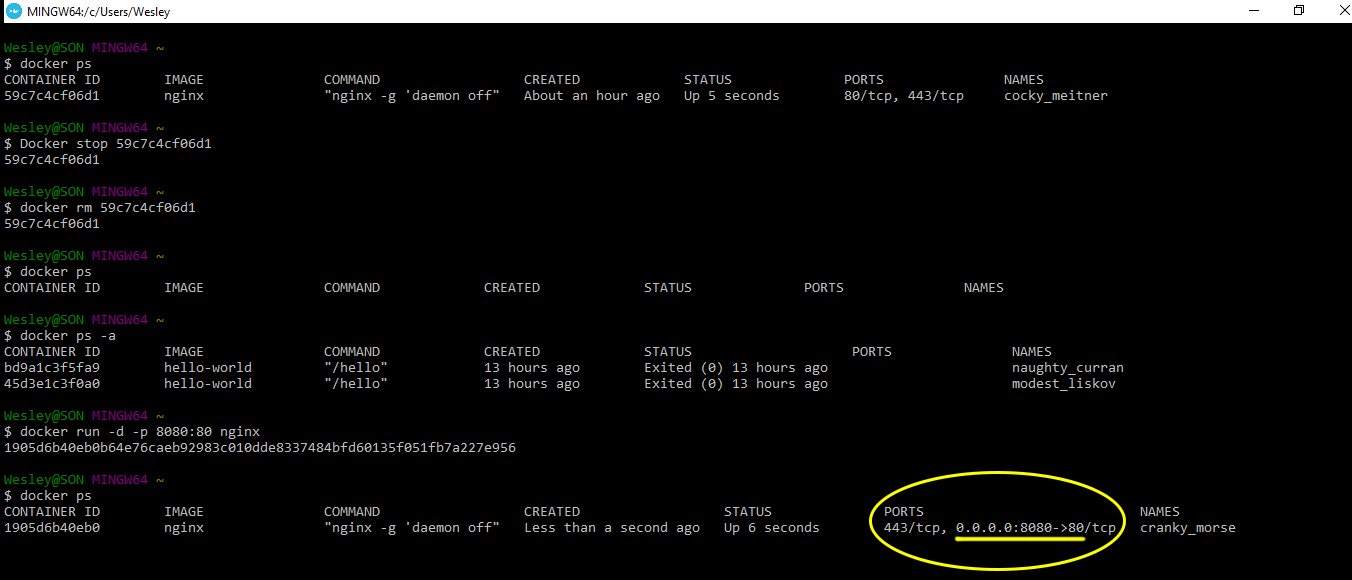 MINGW64:/c/Users/Wesley
Wesley@SON MINGW64 ~
$ docker ps
CONTAINER ID IMAGE COMMAND CREATED STATUS PORTS NAMES
59c7c4cf06d1 nginx "nginx -g 'daemon off" About an hour ago Up 5 seconds 80/tcp, 443/tcp cocky_meitner
Wesley@SON MINGW64 ~
$ Docker stop 59c7c4cf06d1
59c7c4cf06d1
Wesley@SON MINGW64 ~
$ docker rm 59c7c4cf06d1
59c7c4cf06d1
Wesley@SON MINGW64 ~
$ docker ps
CONTAINER ID IMAGE COMMAND CREATED STATUS PORTS NAMES
Wesley@SON MINGW64 ~
$ docker ps -a
CONTAINER ID IMAGE COMMAND CREATED STATUS PORTS NAMES
bd9a1c3f5fa9 hello-world "/hello" 13 hours ago Exited (0) 13 hours ago naughty_curran
45d3e1c3f0a0 hello-world "/hello" 13 hours ago Exited (0) 13 hours ago modest_liskov
Wesley@SON MINGW64 ~
$ docker run -d -p 8080:80 nginx
1905d6b40eb0b64e76caeb92983c010dde8337484bfd60135f051fb7a227e956
Wesley@SON MINGW64 ~
$ docker ps
CONTAINER ID IMAGE COMMAND CREATED STATUS PORTS NAMES
1905d6b40eb0 nginx "nginx -g 'daemon off" Less than a second ago Up 6 seconds 443/tcp, 0.0.0.0:8080->80/tcp cranky_morse